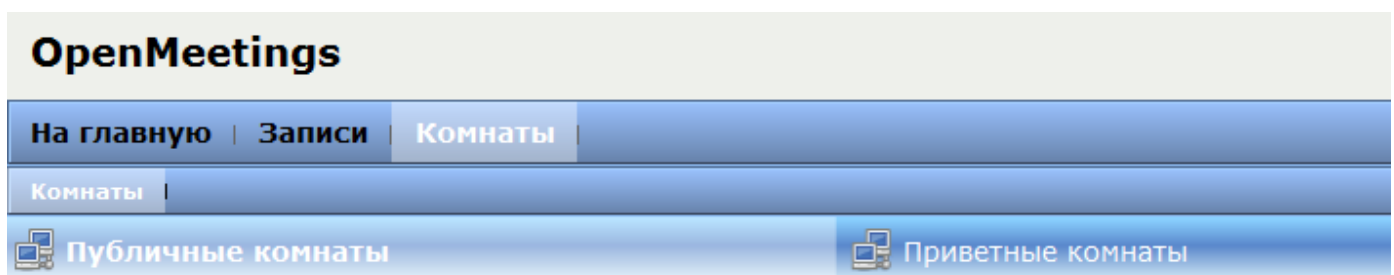 OpenMeetings
На главную | Записи | Комнаты |
Комнаты |
Публичные комнаты Приветные комнаты